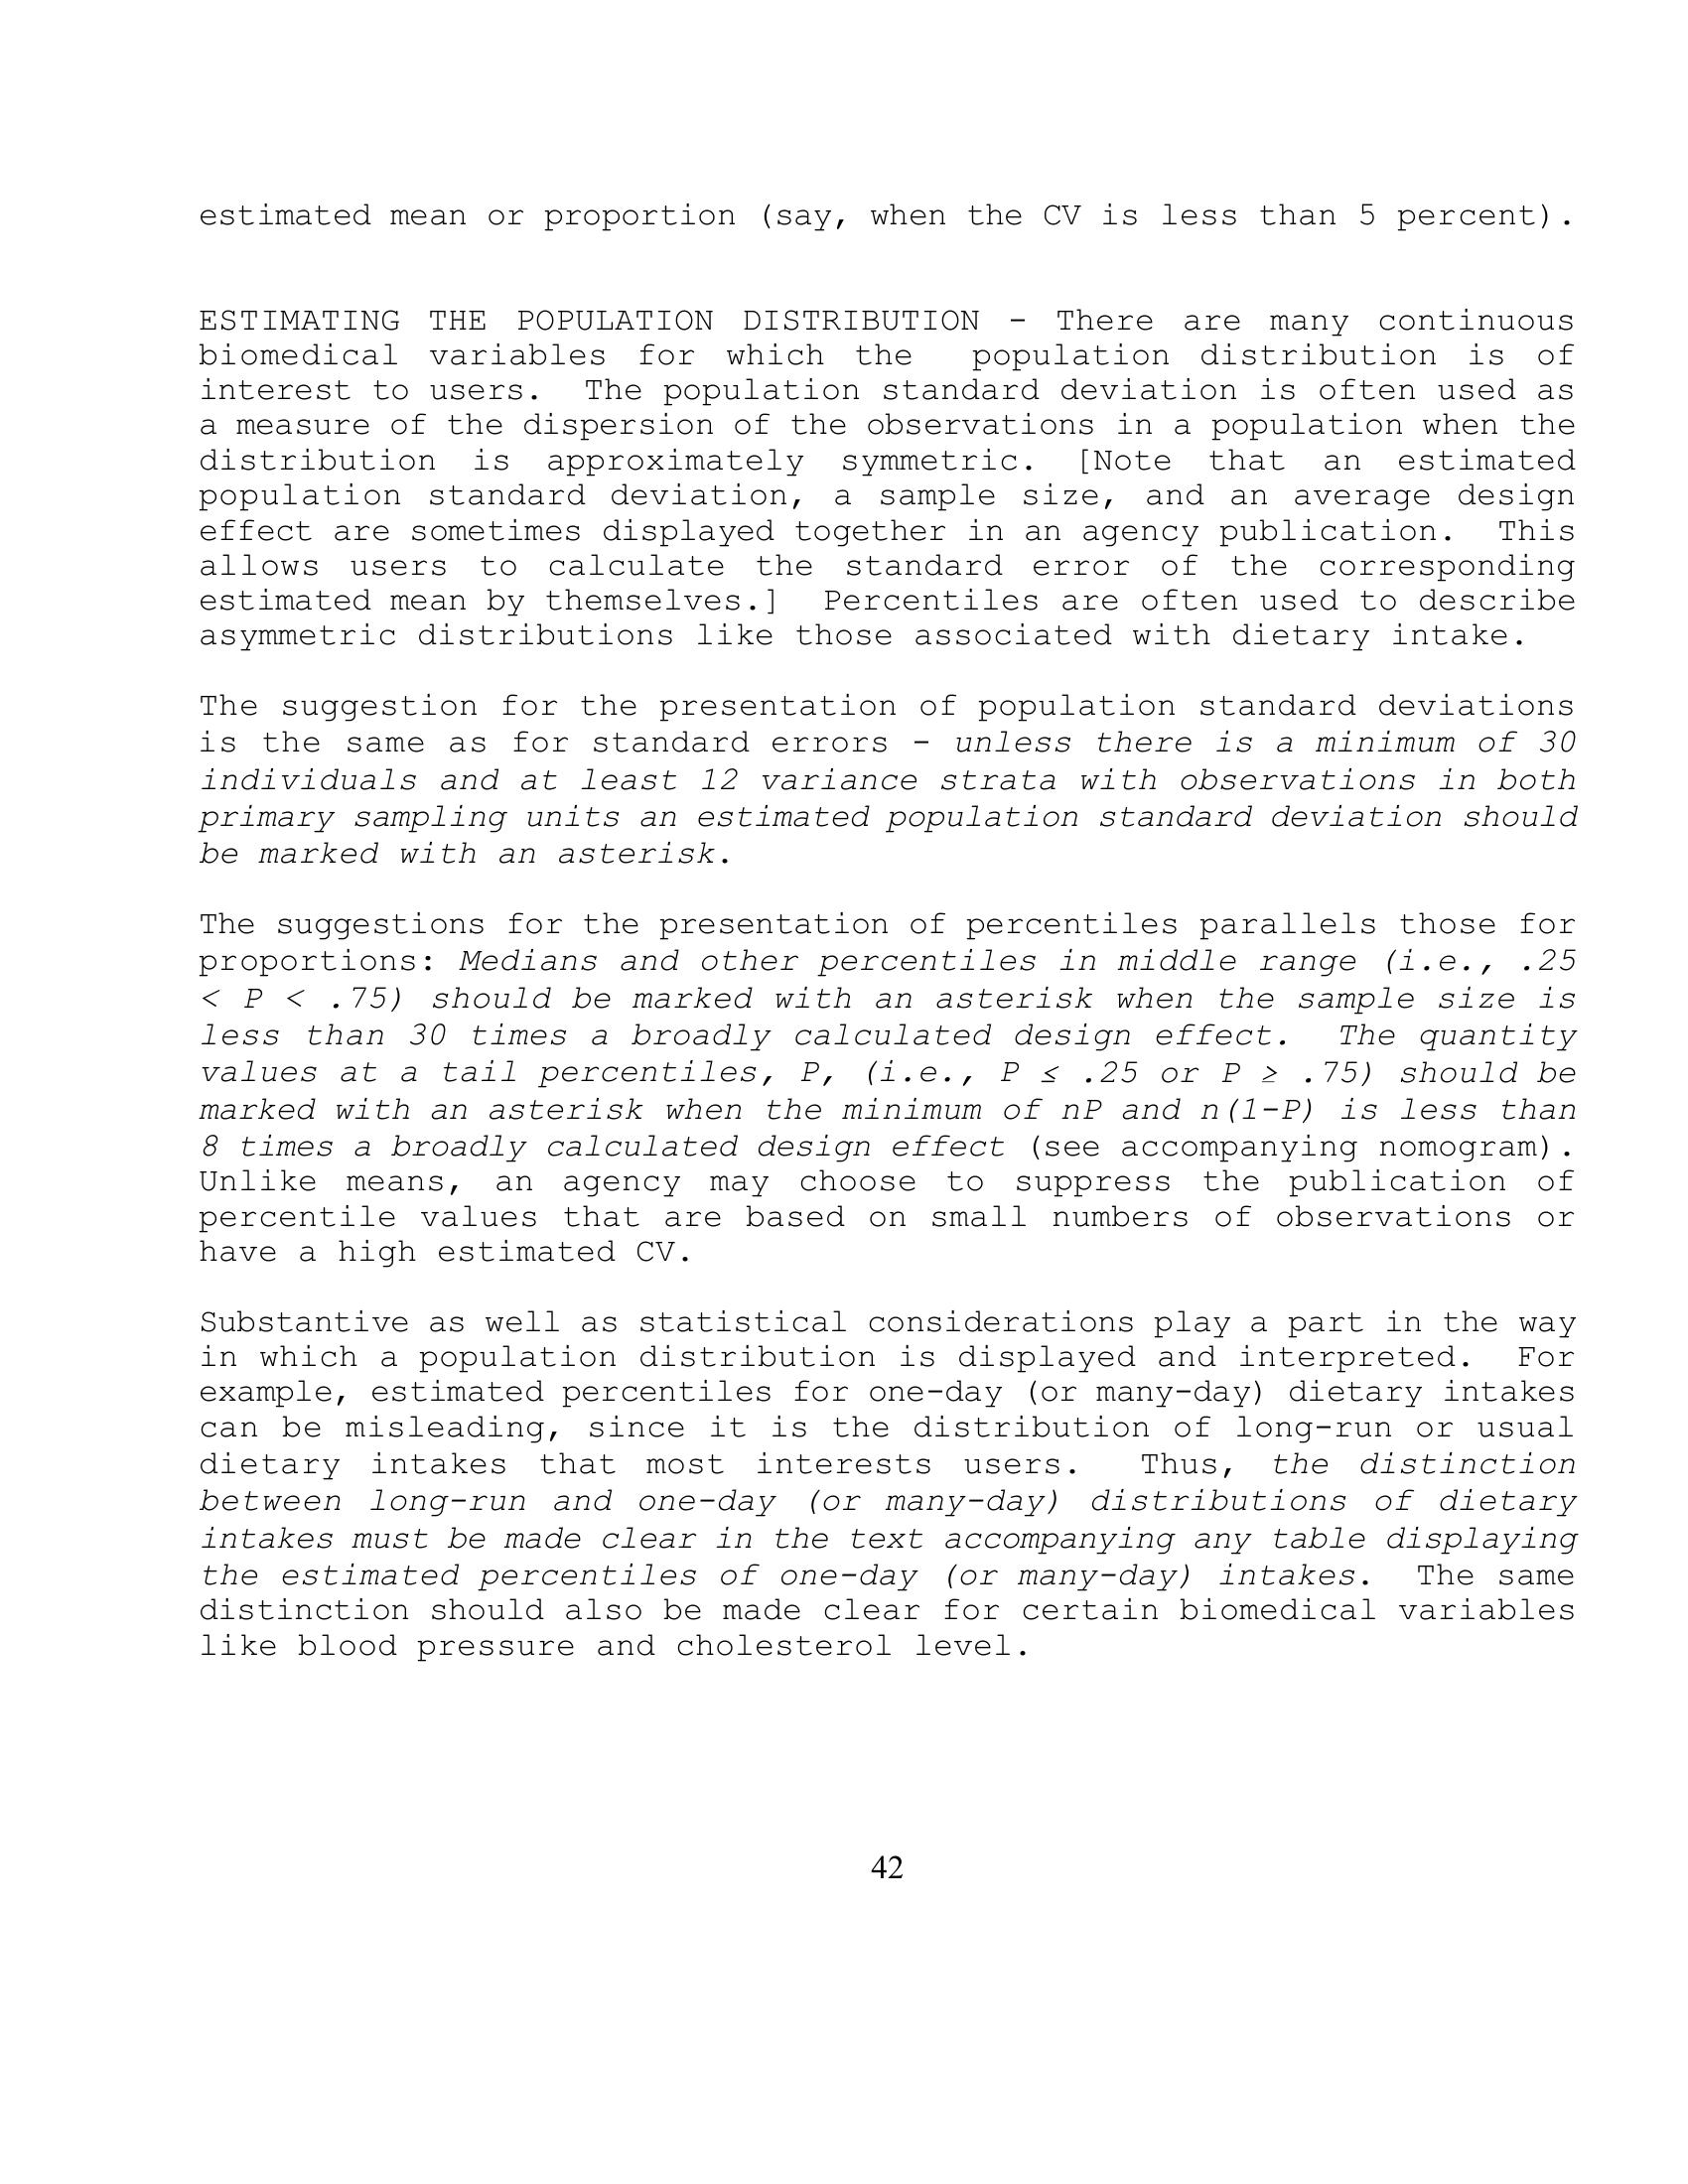 estimated mean or proportion (say, when the CV is less than 5 percent).
ESTIMATING THE POPULATION DISTRIBUTION - There are many continuous
biomedical variables for which the population distribution is of
interest to users. The population standard deviation is often used as
a measure of the dispersion of the observations in a population when the
distribution is approximately symmetric. [Note that an estimated
population standard deviation, a sample size, and an average design
effect are sometimes displayed together in an agency publication. This
allows users to calculate the standard error of the corresponding
estimated mean by themselves.] Percentiles are often used to describe
asymmetric distributions like those associated with dietary intake.
The suggestion for the presentation of population standard deviations
is the same as for standard errors - unless there is a minimum of 30
individuals and at least 12 variance strata with observations in both
primary sampling units an estimated population standard deviation should
be marked with an asterisk.
The suggestions for the presentation of percentiles parallels those for
proportions: Medians and other percentiles in middle range (i.e., .25
< P < .75) should be marked with an asterisk when the sample size is
less than 30 times a broadly calculated design effect. The quantity
values at a tail percentiles, P, (i.e., P ≤ .25 or P ≥ .75) should be
marked with an asterisk when the minimum of nP and n(1-P) is less than
8 times a broadly calculated design effect (see accompanying nomogram).
Unlike means, an agency may choose to suppress the publication of
percentile values that are based on small numbers of observations or
have a high estimated CV.
Substantive as well as statistical considerations play a part in the way
in which a population distribution is displayed and interpreted. For
example, estimated percentiles for one-day (or many-day) dietary intakes
can be misleading, since it is the distribution of long-run or usual
dietary intakes that most interests users. Thus, the distinction
between long-run and one-day (or many-day) distributions of dietary
intakes must be made clear in the text accompanying any table displaying
the estimated percentiles of one-day (or many-day) intakes. The same
distinction should also be made clear for certain biomedical variables
like blood pressure and cholesterol level.
42